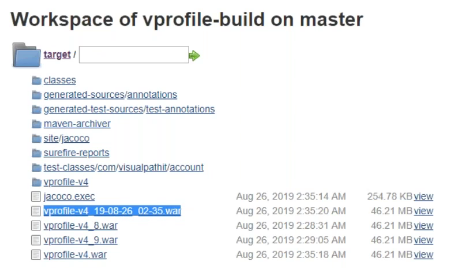 Workspace of vprofile-build on master
target /
classes
generated-sources/annotations
generated-test-sources/test-annotations
maven-archiver
site/jacoco
surefire-reports
test-classes/com/visualpathit/account
vprofile-v4
jacoco.exec Aug 26, 2019 2:35:14 AM 254.78 KB view
vprofile-v4_19-08-26_02-35.war Aug 26, 2019 2:35:20 AM 46.21 MB view
vprofile-v4_8.war Aug 26, 2019 2:28:31 AM 46.21 MB view
vprofile-v4_9.war Aug 26, 2019 2:29:05 AM 46.21 MB view
vprofile-v4.war Aug 26, 2019 2:35:18 AM 46.21 MB view